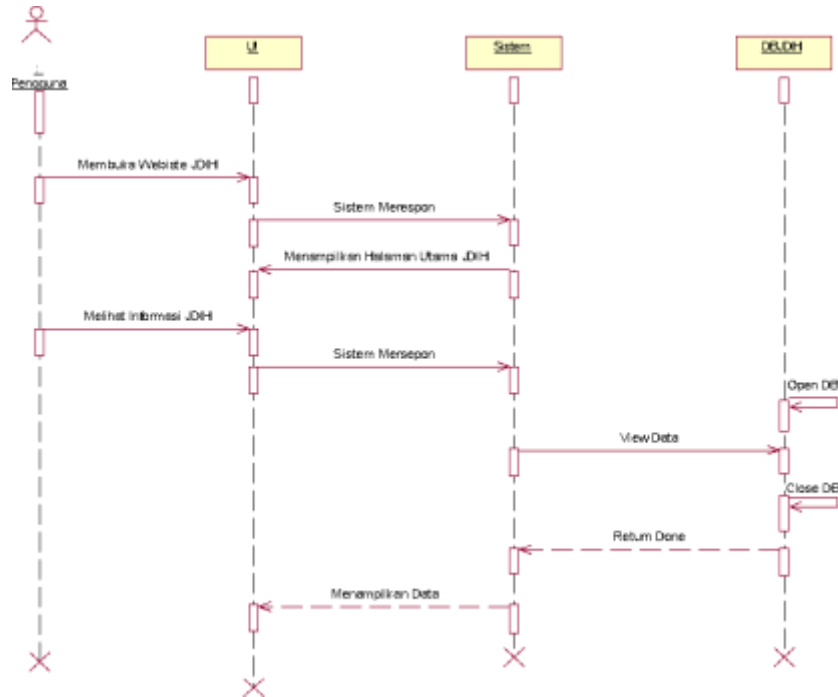 UI
Sistem
DBJDIH
Pengguna
Membuka Webiste JDIH
Sistem Merespon
Menampilkan Halaman Utama JDIH
Melihat Informasi JDIH
Sistem Mersepon
Open DB
View Data
Close DB
Return Done
Menampilkan Data